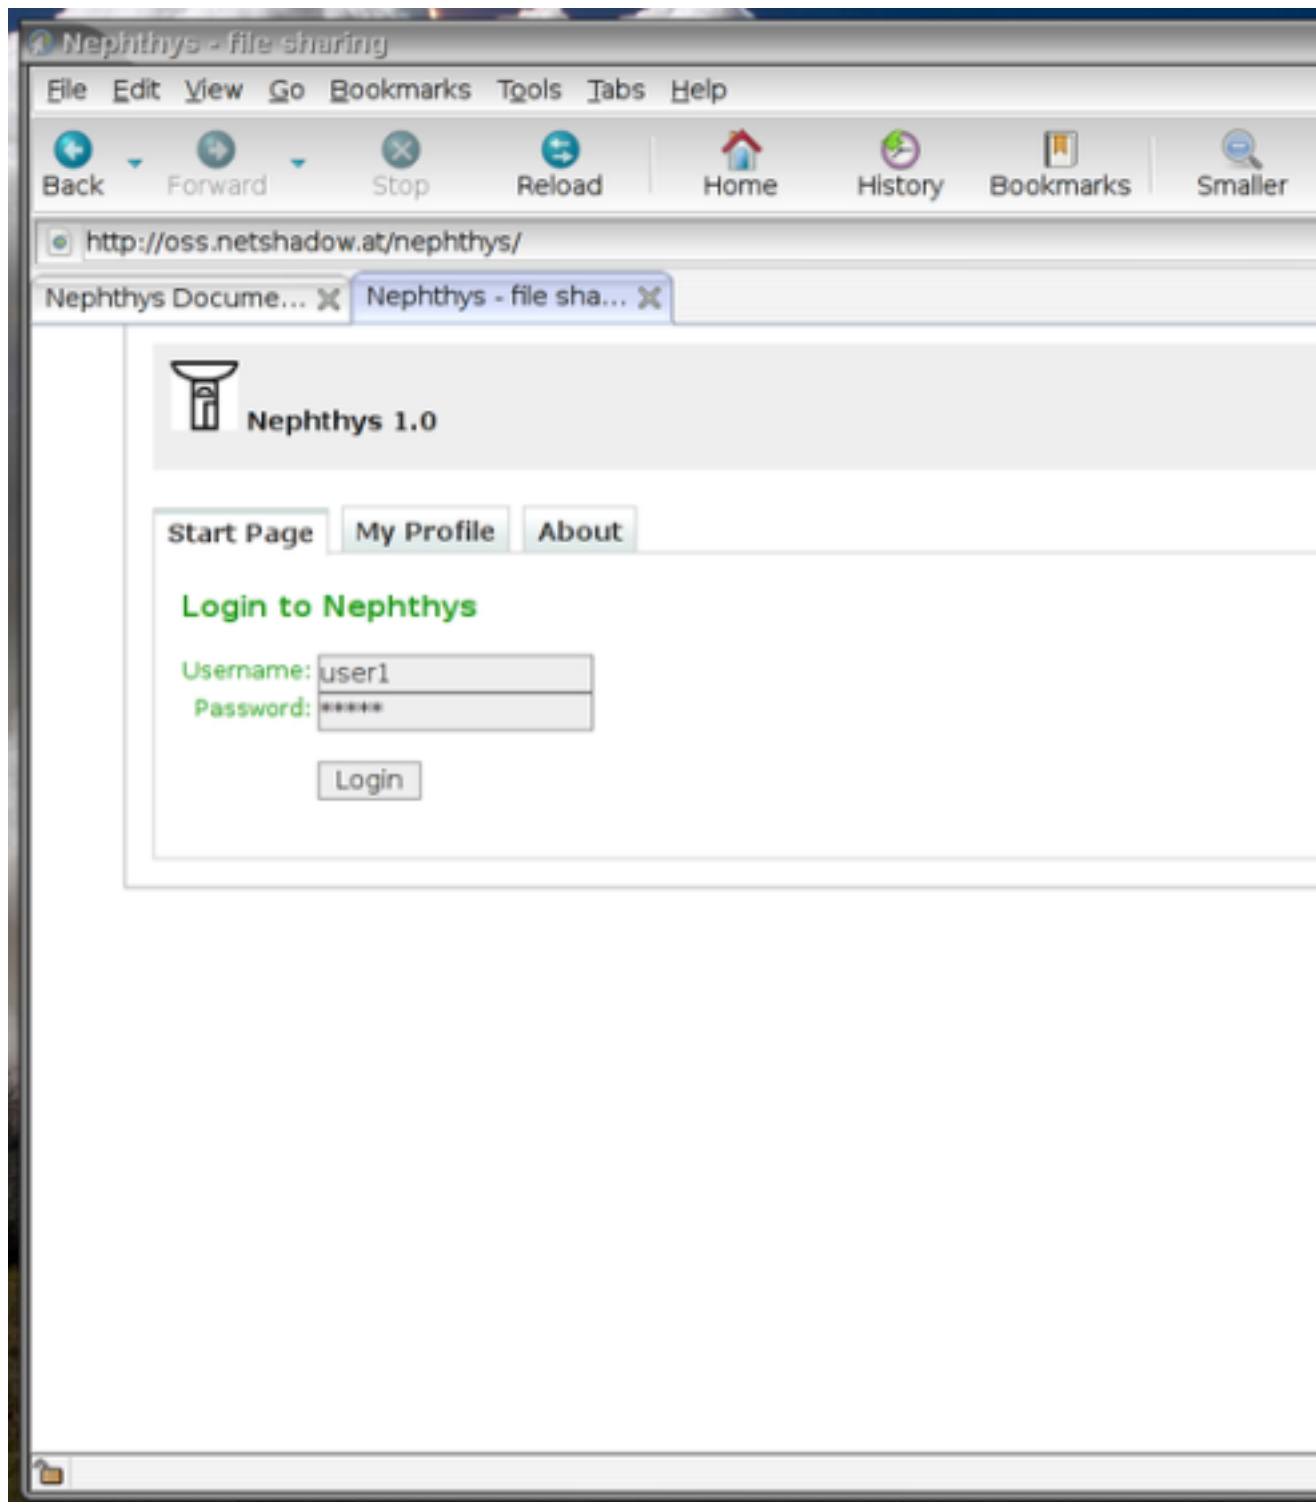 Nephthys - file sharing
File Edit View Go Bookmarks Tools Tabs Help
Back Forward Stop Reload Home History Bookmarks Smaller
http://oss.netshadow.at/nephthys/
Nephthys Docume... Nephthys - file sha...
Nephthys 1.0
Start Page My Profile About
Login to Nephthys
Username: user1
Password: *****
Login